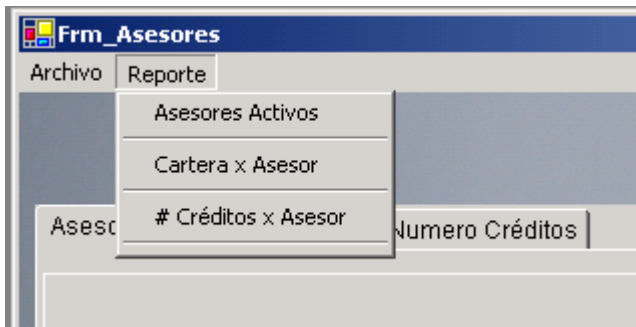 Frm_Asesores
Archivo Reporte
Asesores Activos
Cartera x Asesor
# Créditos x Asesor
Numero Créditos